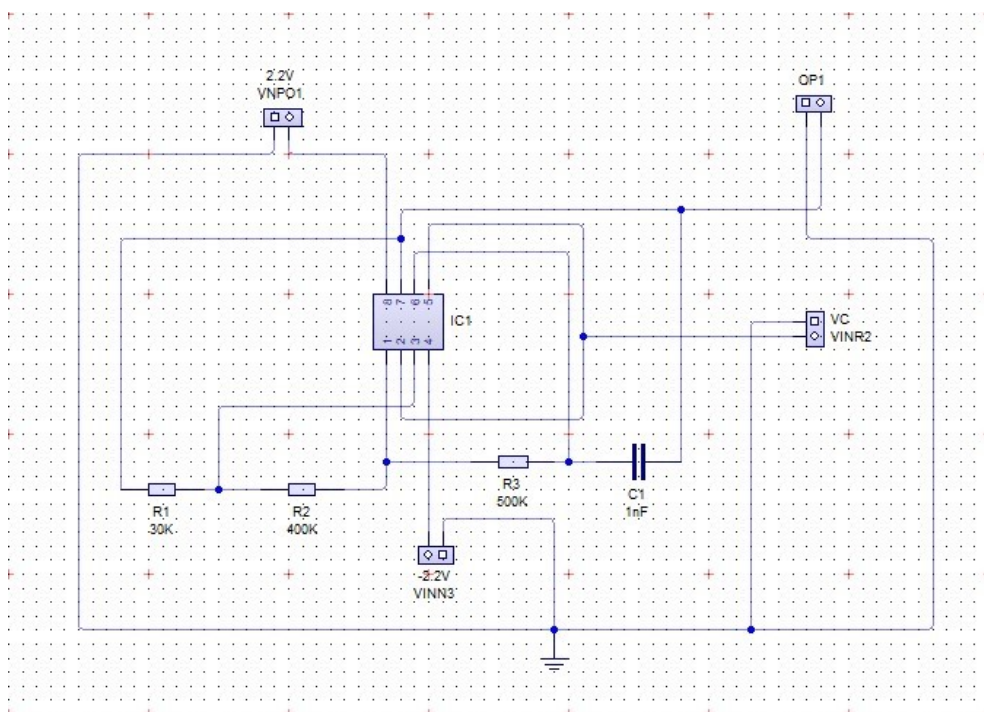 2.2V
VNPO1
OP1
8 7 6 5
IC1
1 2 3 4
VC
VINR2
R1
30K
R2
400K
R3
500K
C1
1nF
-2.2V
VINN3